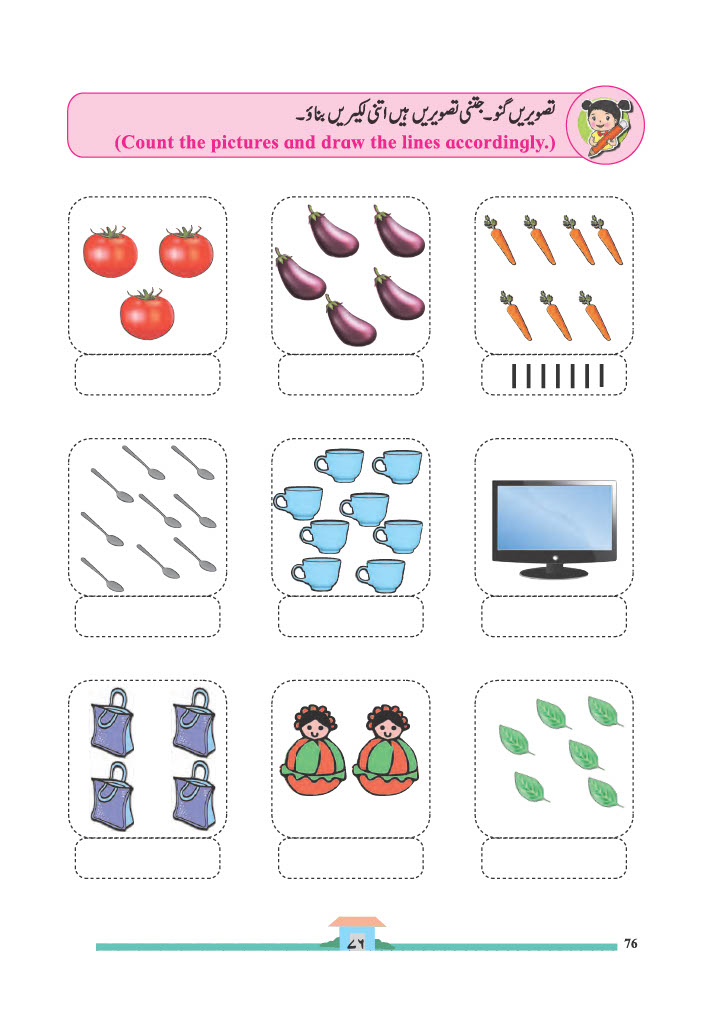 تصویریں گنو۔ جتنی تصویریں ہیں اتنی لکیریں بناؤ۔
(Count the pictures and draw the lines accordingly.)
۷۶
76